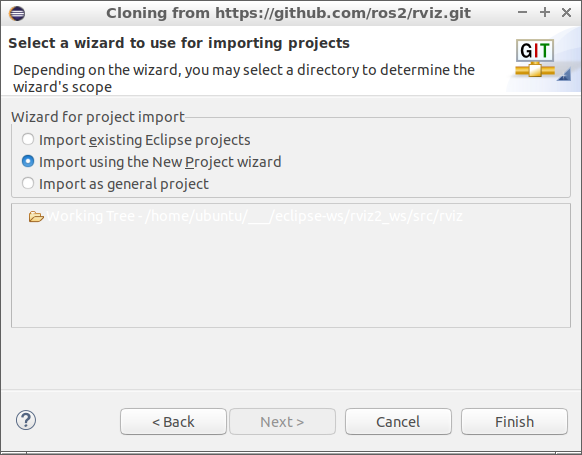 Cloning from https://github.com/ros2/rviz.git
Select a wizard to use for importing projects
Depending on the wizard, you may select a directory to determine the
wizard's scope
GIT
Wizard for project import
Import existing Eclipse projects
Import using the New Project wizard
Import as general project
Working Tree - /home/ubuntu/___/eclipse-ws/rviz2_ws/src/rviz
?
< Back
Next >
Cancel
Finish